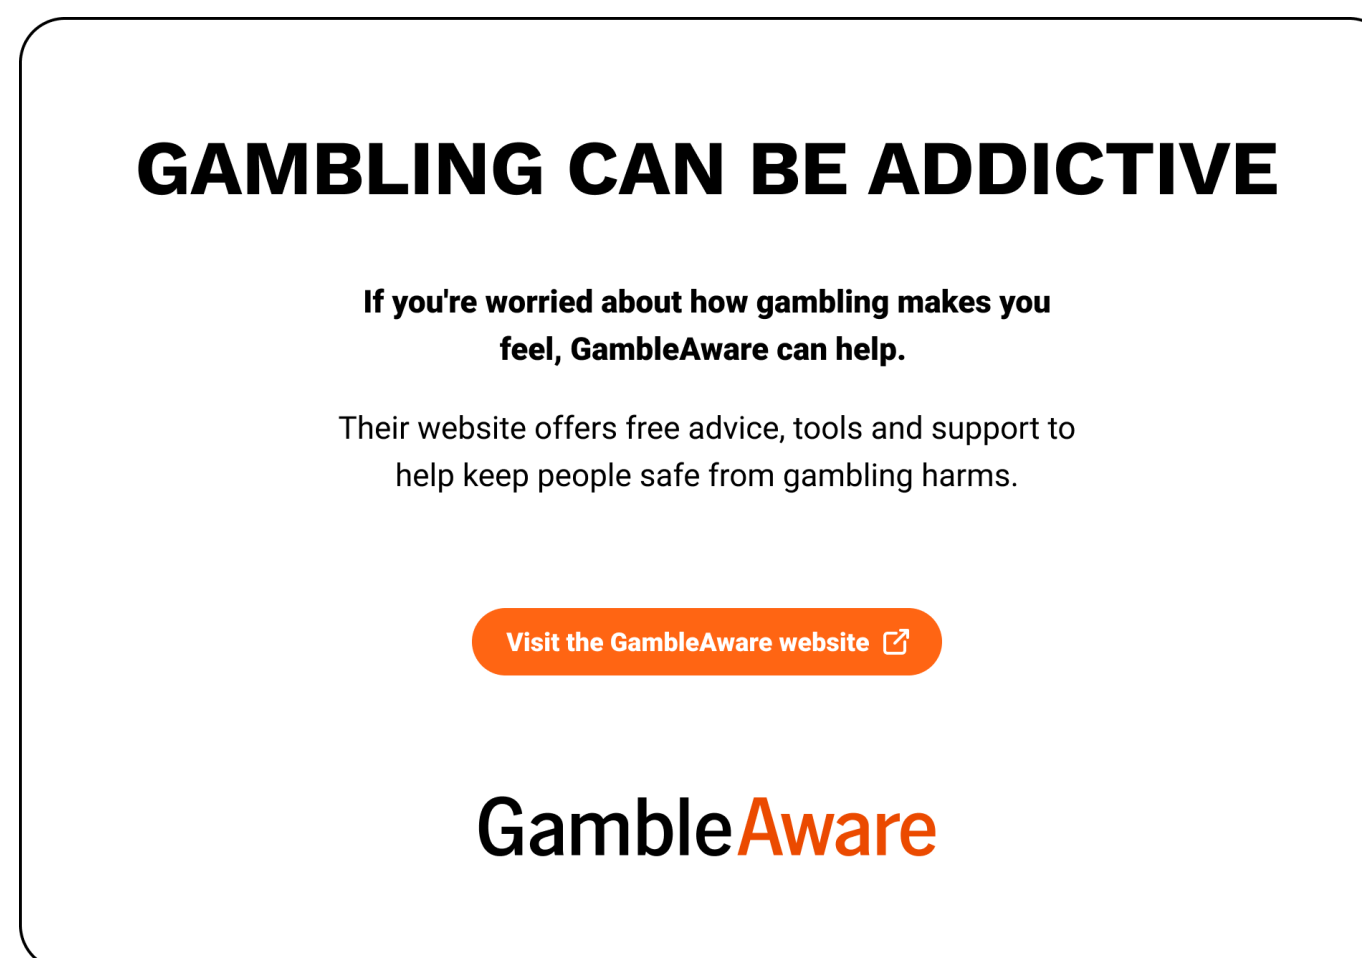 GAMBLING CAN BE ADDICTIVE
If you're worried about how gambling makes you
feel, GambleAware can help.
Their website offers free advice, tools and support to
help keep people safe from gambling harms.
Visit the GambleAware website
GambleAware